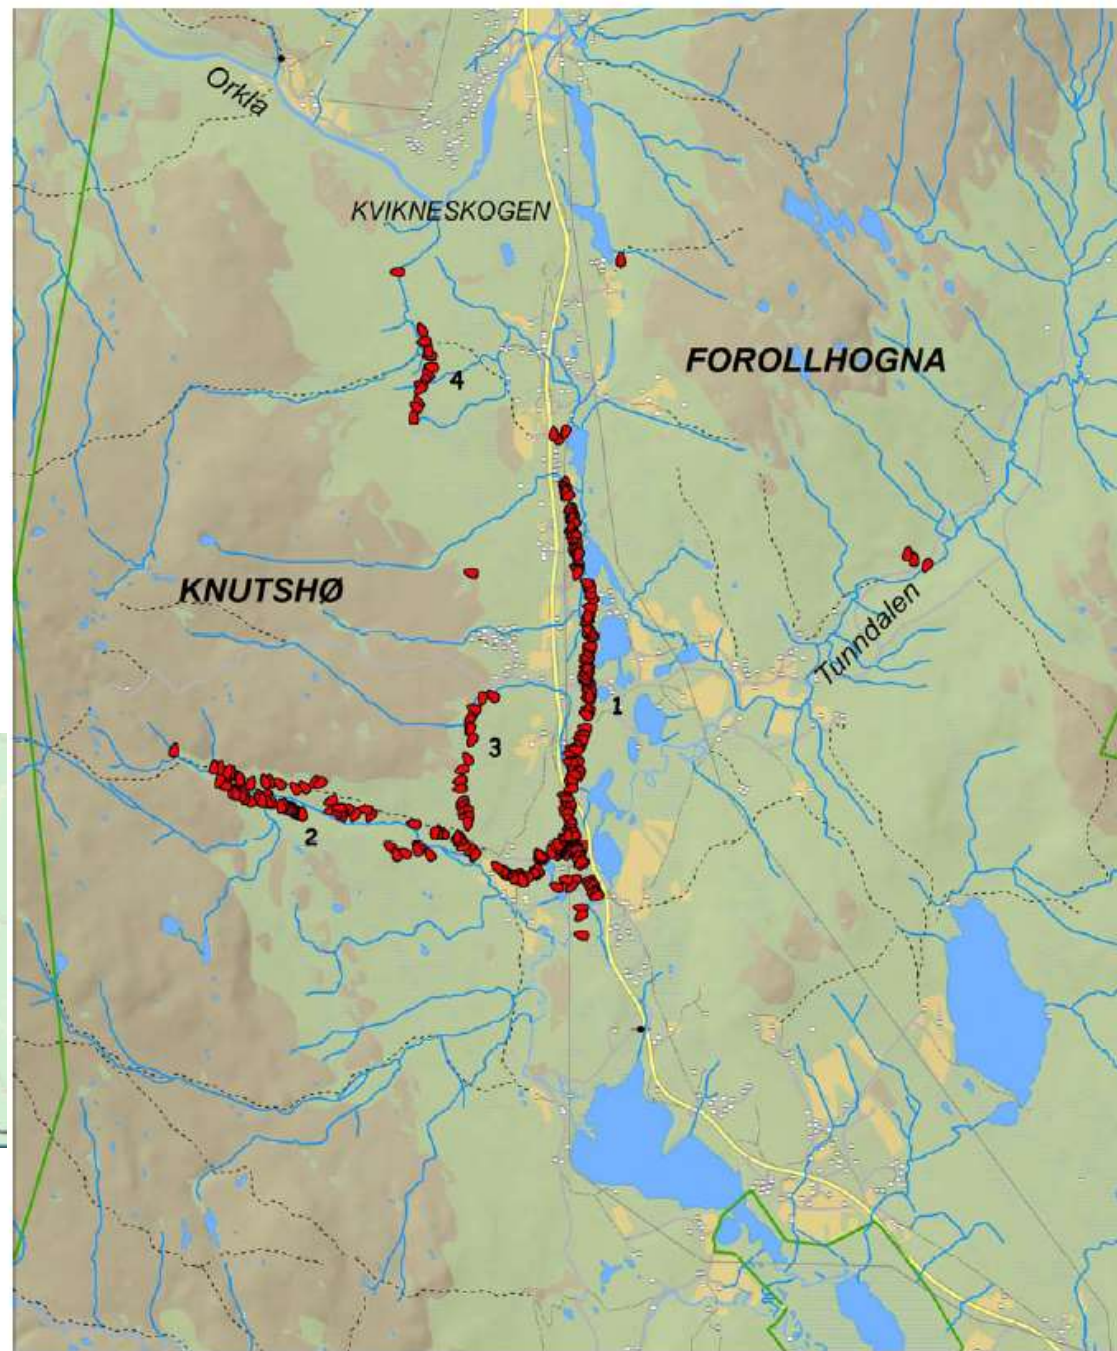 Orkla
KVIKNESKOGEN
FOROLLHOGNA
4
KNUTSHØ
Tunndalen
1
3
2